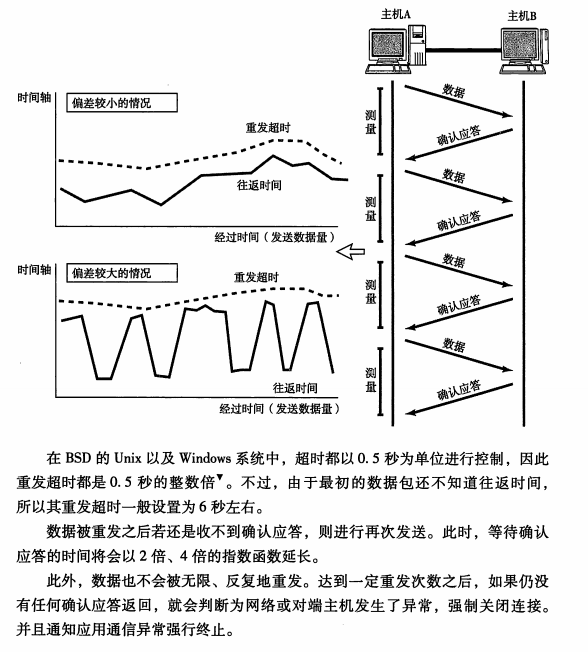 主机A
主机B
时间轴
偏差较小的情况
重发超时
往返时间
经过时间（发送数据量）
时间轴
偏差较大的情况
重发超时
往返时间
经过时间（发送数据量）
测量
数据
确认应答
测量
数据
确认应答
测量
数据
确认应答
测量
数据
确认应答
在 BSD 的 Unix 以及 Windows 系统中，超时都以 0.5 秒为单位进行控制，因此
重发超时都是 0.5 秒的整数倍▼。不过，由于最初的数据包还不知道往返时间，
所以其重发超时一般设置为 6 秒左右。
数据被重发之后若还是收不到确认应答，则进行再次发送。此时，等待确认
应答的时间将会以 2 倍、4 倍的指数函数延长。
此外，数据也不会被无限、反复地重发。达到一定重发次数之后，如果仍没
有任何确认应答返回，就会判断为网络或对端主机发生了异常，强制关闭连接。
并且通知应用通信异常强行终止。